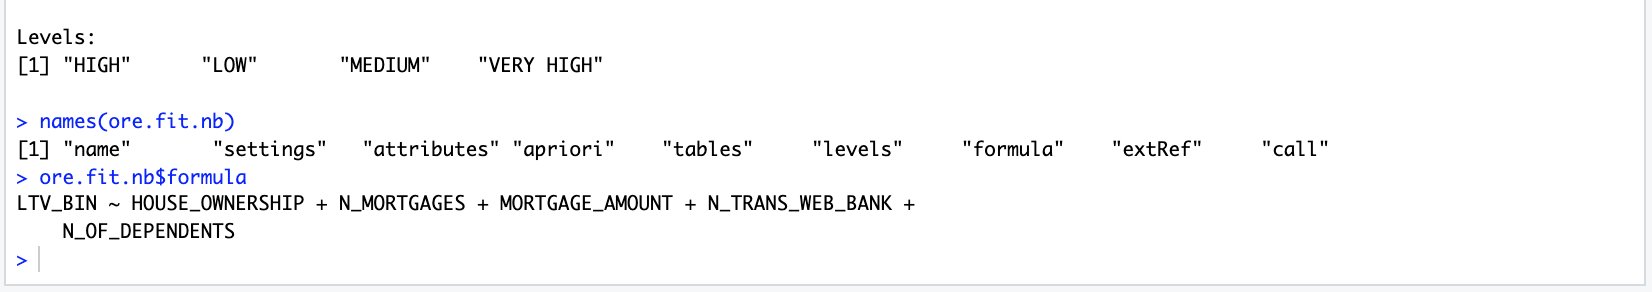 Levels:
[1] "HIGH"      "LOW"       "MEDIUM"    "VERY HIGH"
> names(ore.fit.nb)
[1] "name"       "settings"   "attributes" "apriori"    "tables"     "levels"     "formula"    "extRef"     "call"
> ore.fit.nb$formula
LTV_BIN ~ HOUSE_OWNERSHIP + N_MORTGAGES + MORTGAGE_AMOUNT + N_TRANS_WEB_BANK +
    N_OF_DEPENDENTS
>